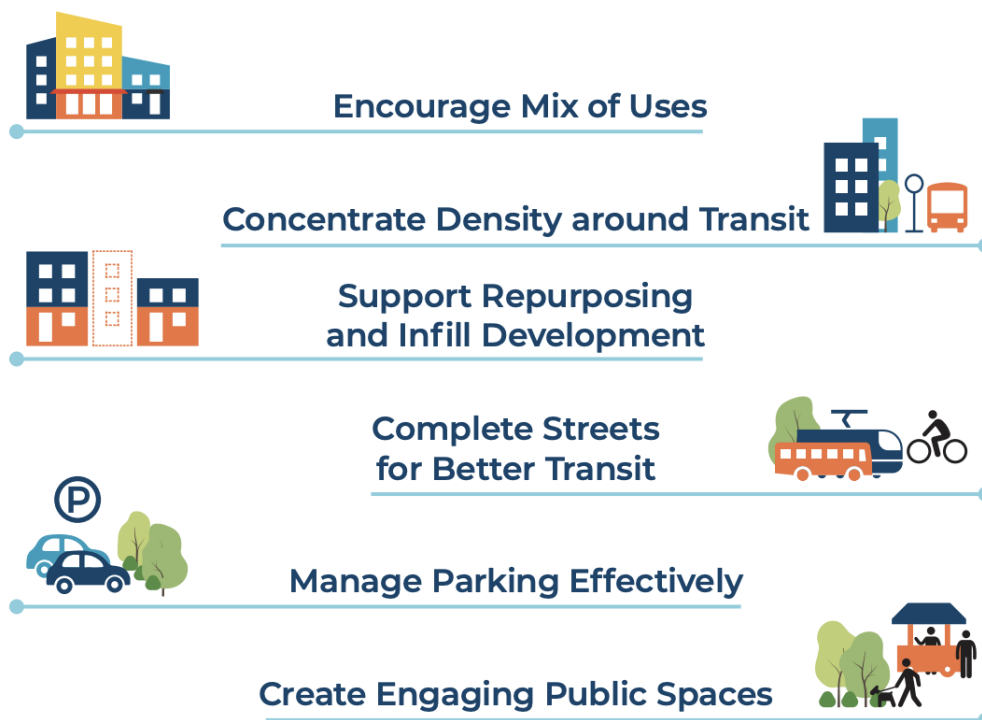 Encourage Mix of Uses
Concentrate Density around Transit
Support Repurposing
and Infill Development
Complete Streets
for Better Transit
P
Manage Parking Effectively
Create Engaging Public Spaces